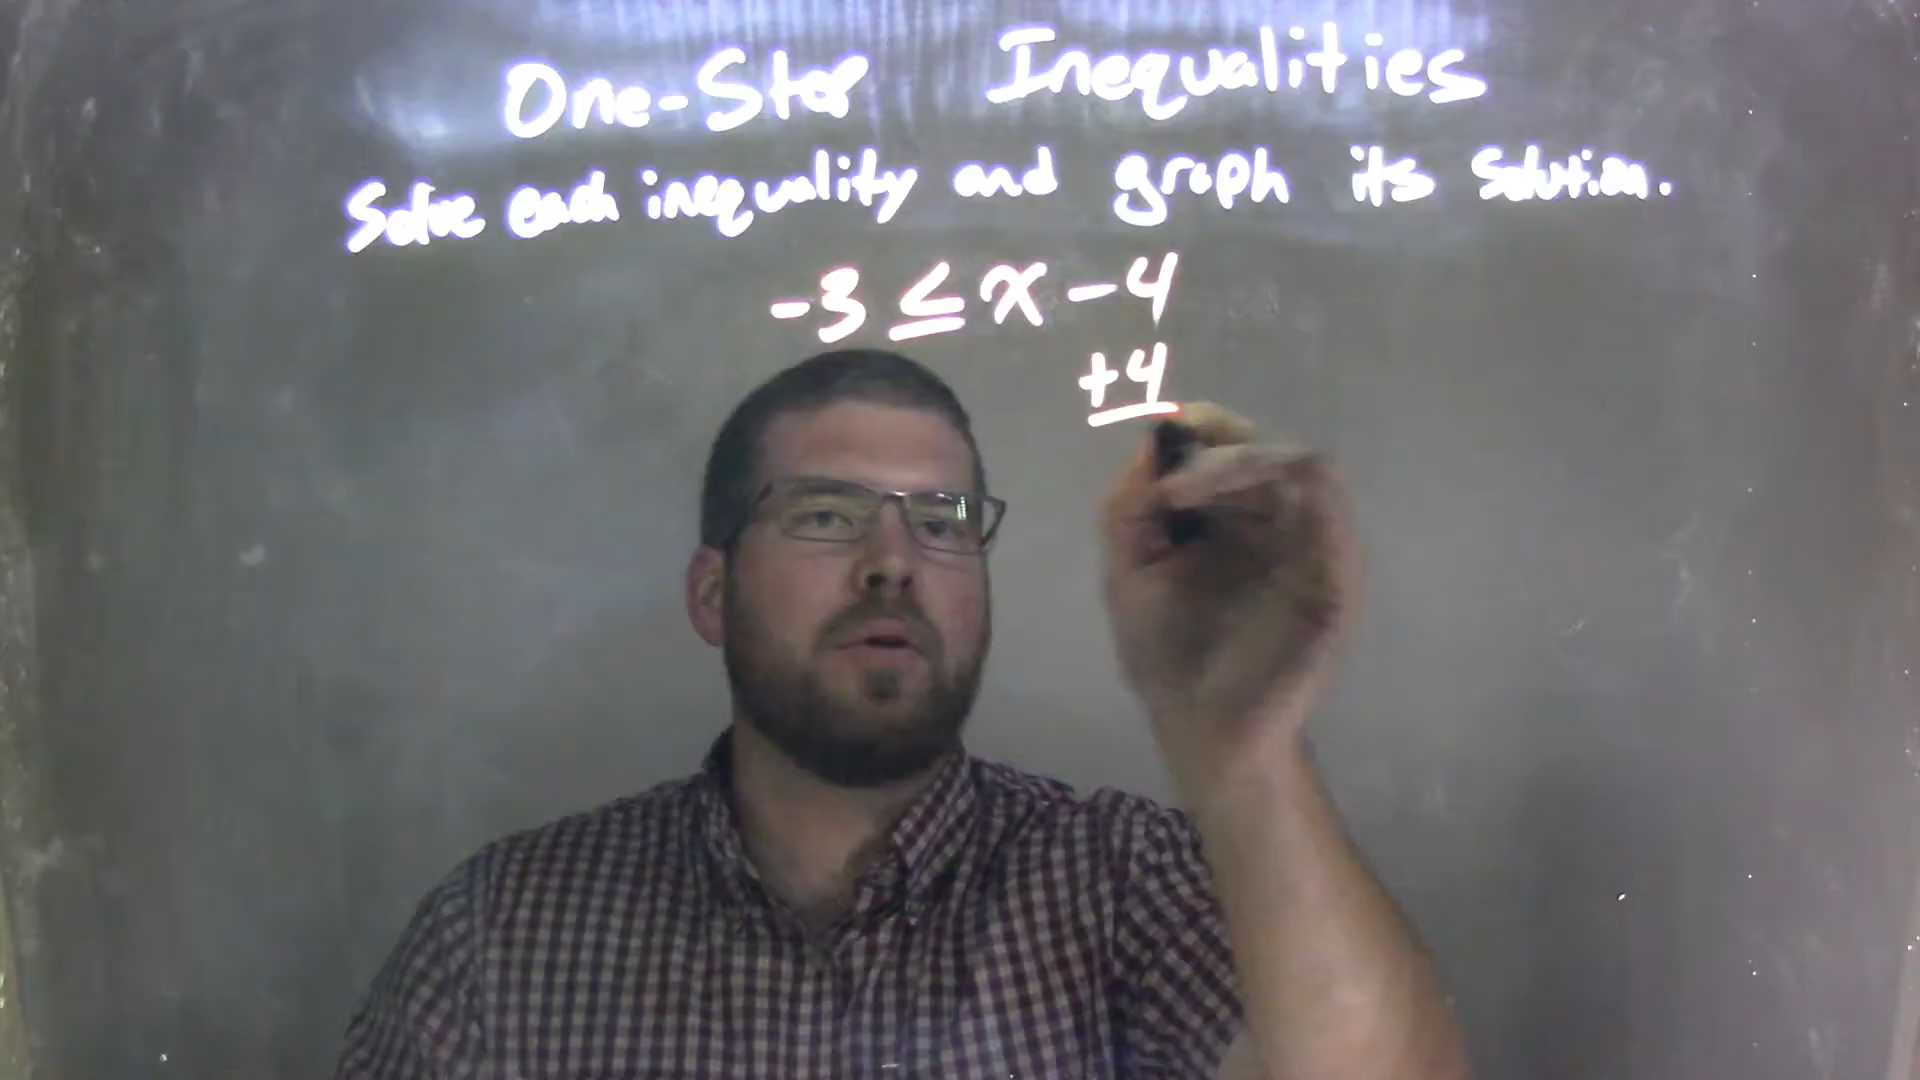 One-Step Inequalities
Solve each inequality and graph its solution.
-3 ≤ x - 4
+4